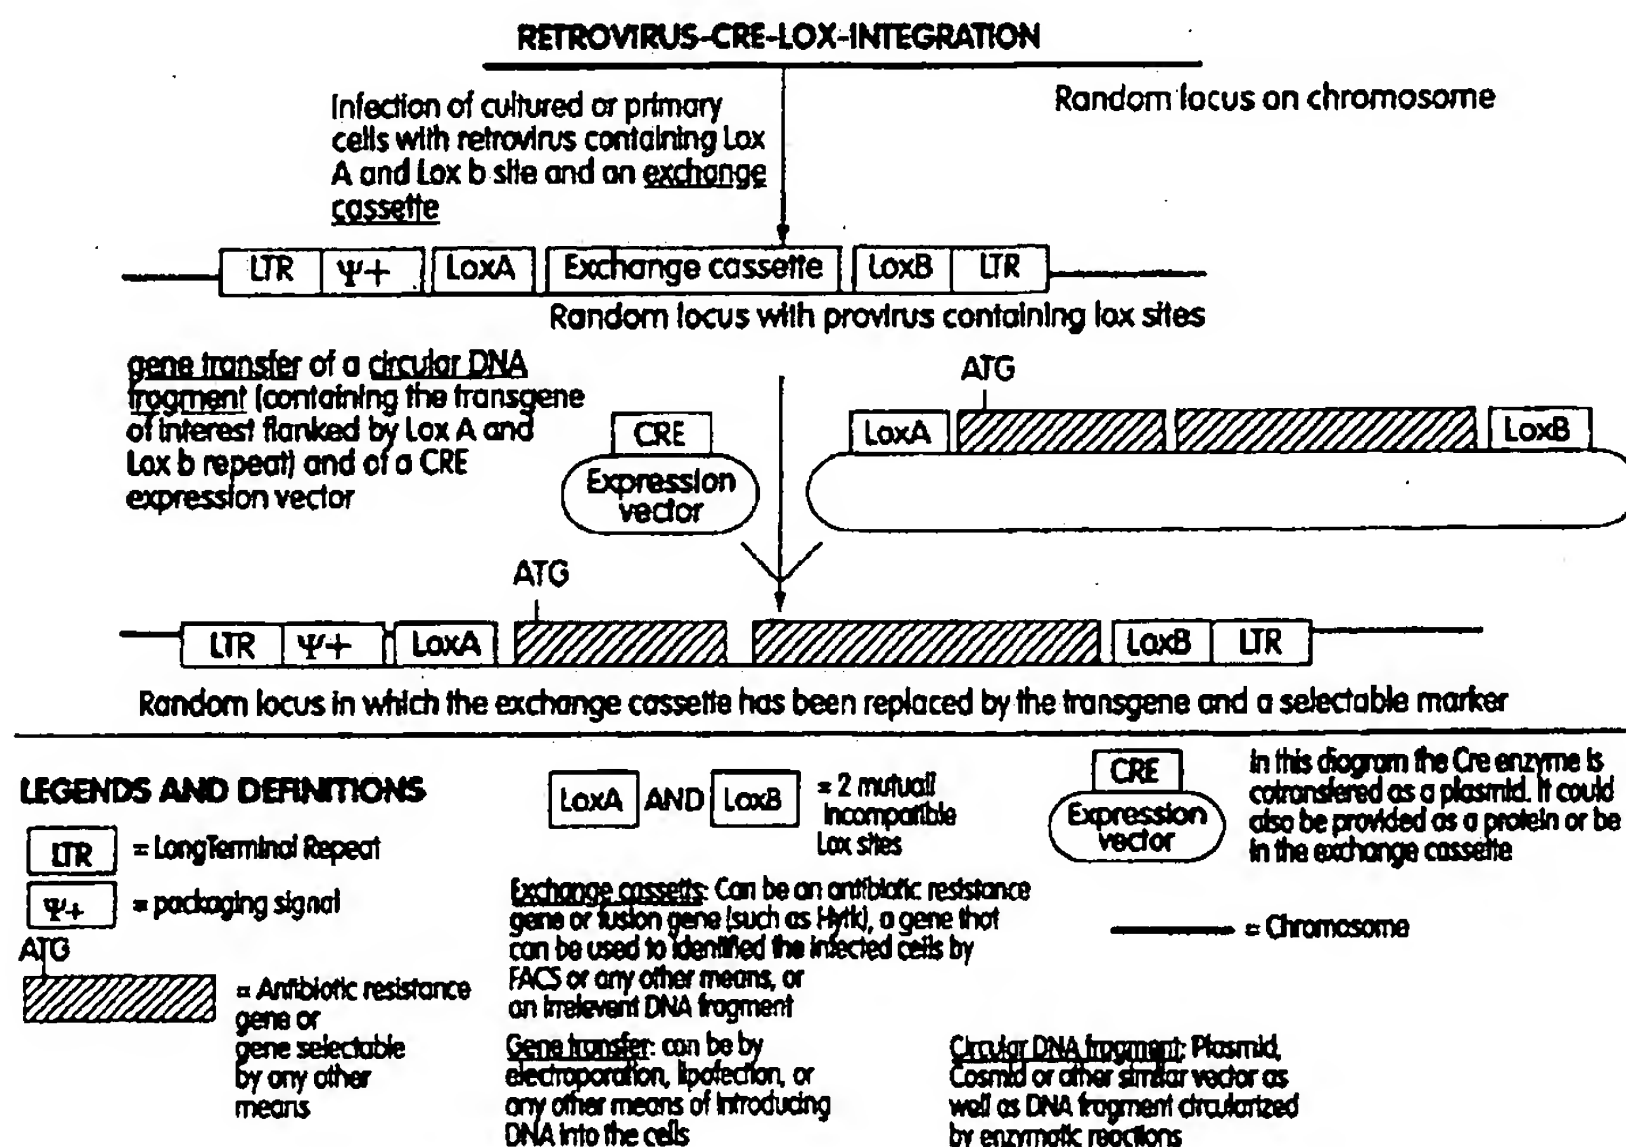 RETROVIRUS-CRE-LOX-INTEGRATION
Infection of cultured or primary
cells with retrovirus containing Lox
A and Lox b site and an exchange
cassette
Random locus on chromosome
LTR Ψ+ LoxA Exchange cassette LoxB LTR
Random locus with provirus containing lox sites
gene transfer of a circular DNA
fragment (containing the transgene
of interest flanked by Lox A and
Lox b repeat) and of a CRE
expression vector
CRE
Expression
vector
ATG
LoxA LoxB
ATG
LTR Ψ+ LoxA LoxB LTR
Random locus in which the exchange cassette has been replaced by the transgene and a selectable marker
LEGENDS AND DEFINITIONS
LTR = Long Terminal Repeat
Ψ+ = packaging signal
ATG
= Antibiotic resistance
gene or
gene selectable
by any other
means
LoxA AND LoxB = 2 mutuall
incompatible
Lox sites
Exchange cassetts: Can be an antibiotic resistance
gene or fusion gene (such as Hytk), a gene that
can be used to identified the infected cells by
FACS or any other means, or
an irrelevent DNA fragment
Gene transfer: can be by
electroporation, lipofection, or
any other means of introducing
DNA into the cells
CRE
Expression
vector
In this diagram the Cre enzyme is
cotransfered as a plasmid. It could
also be provided as a protein or be
in the exchange cassette
= Chromosome
Circular DNA fragment: Plasmid,
Cosmid or other similar vector as
well as DNA fragment circularized
by enzymatic reactions